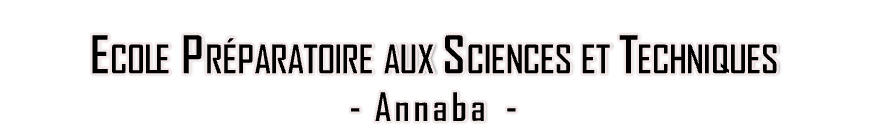 Ecole Préparatoire aux Sciences et Techniques
- Annaba -